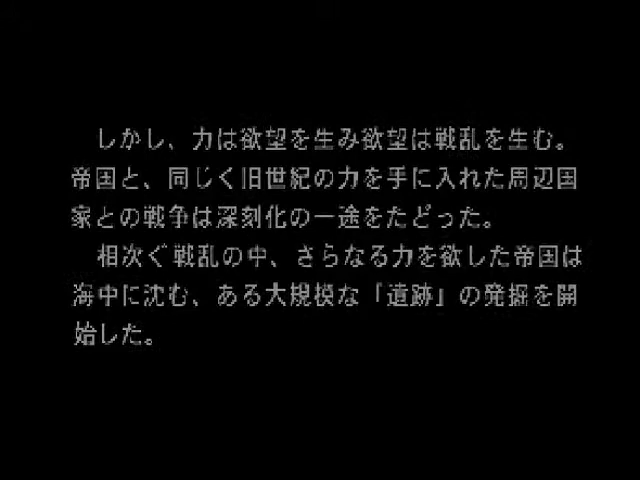 しかし、力は欲望を生み欲望は戦乱を生む。
帝国と、同じく旧世紀の力を手に入れた周辺国
家との戦争は深刻化の一途をたどった。
相次ぐ戦乱の中、さらなる力を欲した帝国は
海中に沈む、ある大規模な「遺跡」の発掘を開
始した。